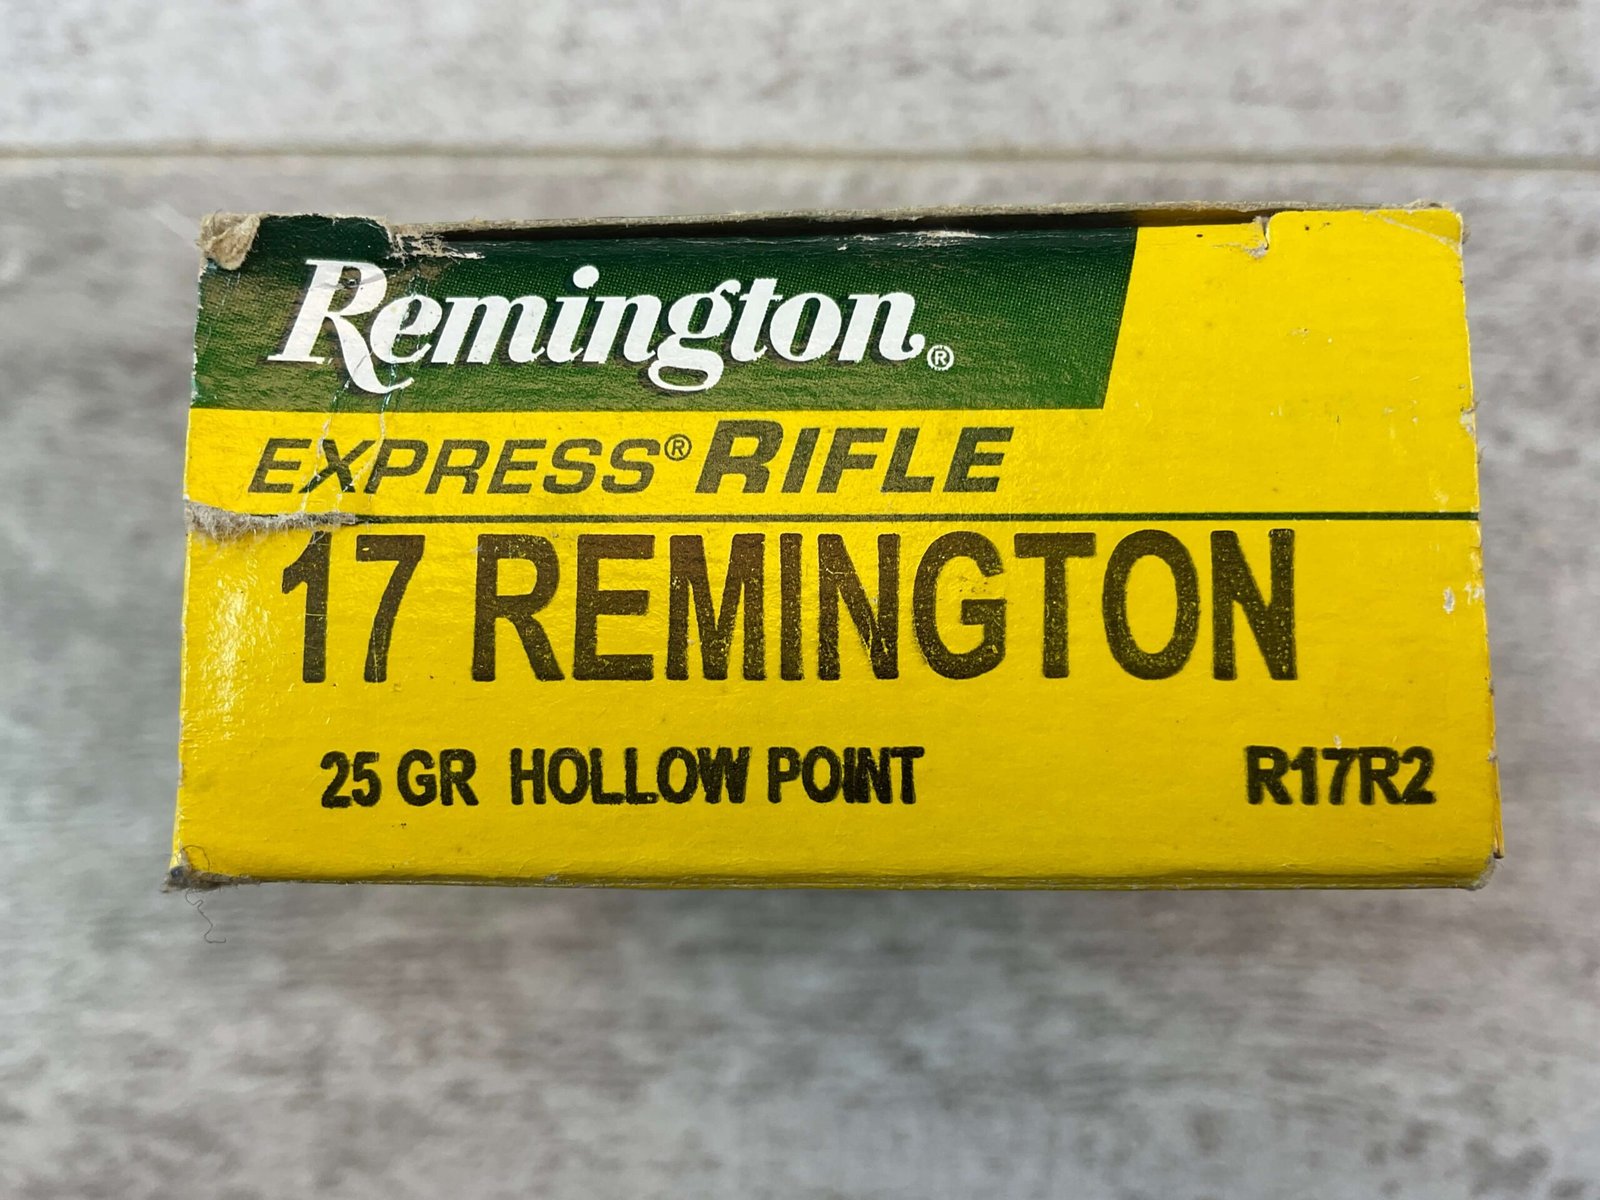 Remington®
EXPRESS® RIFLE
17 REMINGTON
25 GR HOLLOW POINT R17R2